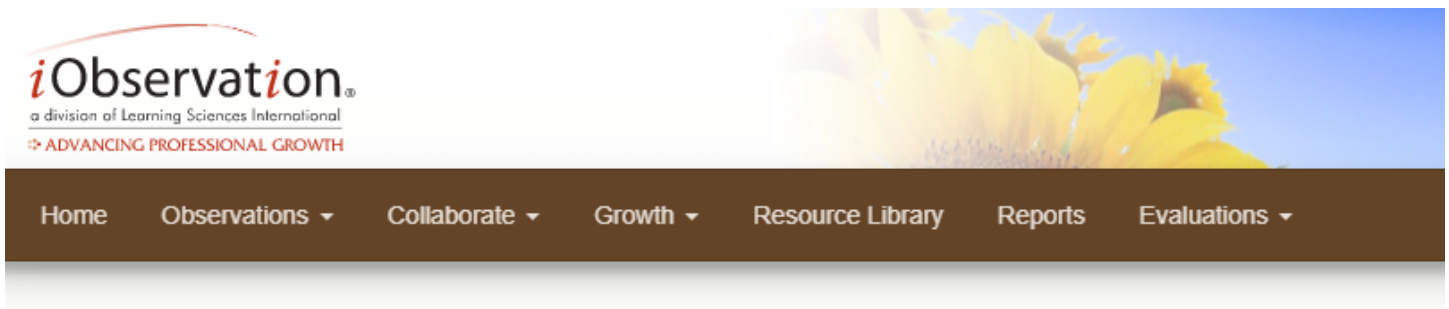 iObservation®
a division of Learning Sciences International
ADVANCING PROFESSIONAL GROWTH
Home Observations Collaborate Growth Resource Library Reports Evaluations